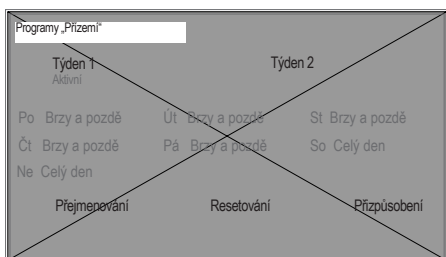 Programy „Přízemí“
Týden 1 Týden 2
Aktivní
Po Brzy a pozdě Út Brzy a pozdě St Brzy a pozdě
Čt Brzy a pozdě Pá Brzy a pozdě So Celý den
Ne Celý den
Přejmenování Resetování Přizpůsobení